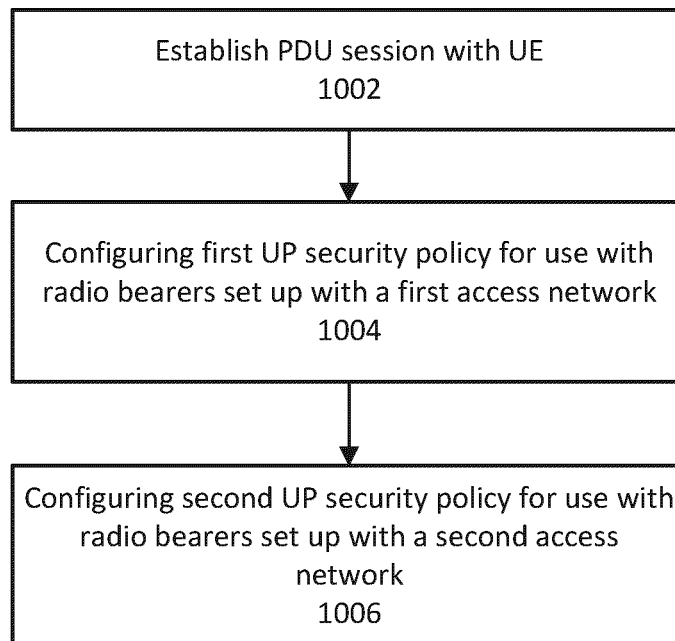 Establish PDU session with UE
1002
Configuring first UP security policy for use with
radio bearers set up with a first access network
1004
Configuring second UP security policy for use with
radio bearers set up with a second access
network
1006